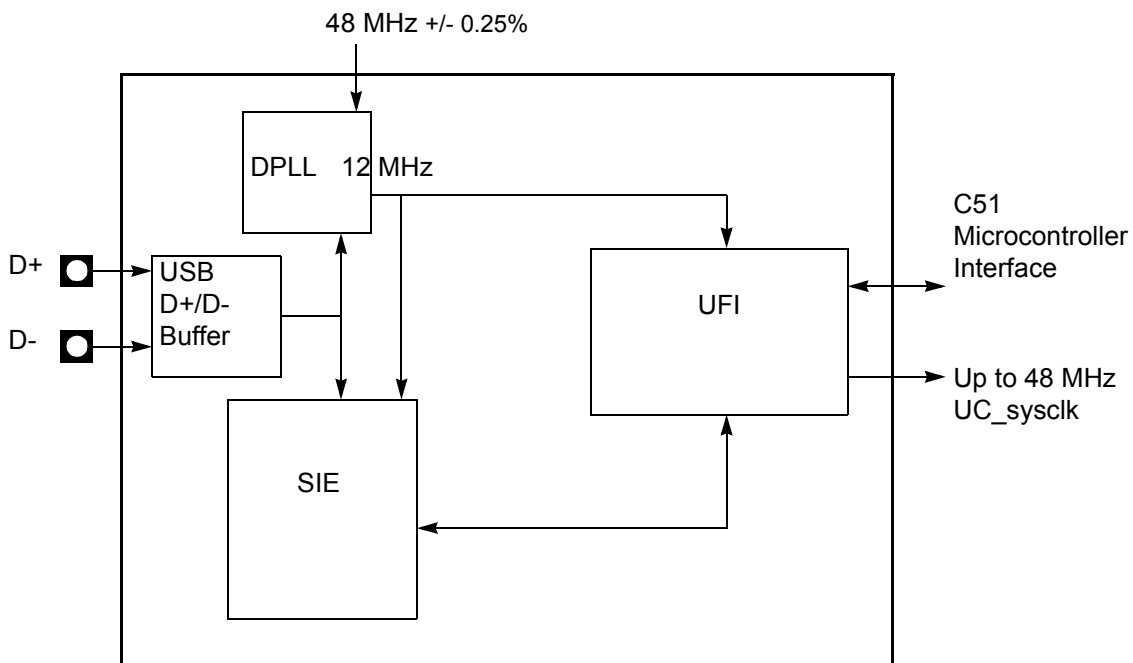 48 MHz +/- 0.25%
DPLL 12 MHz
C51
Microcontroller
Interface
D+
USB
D+/D-
Buffer
UFI
D-
Up to 48 MHz
UC_sysclk
SIE